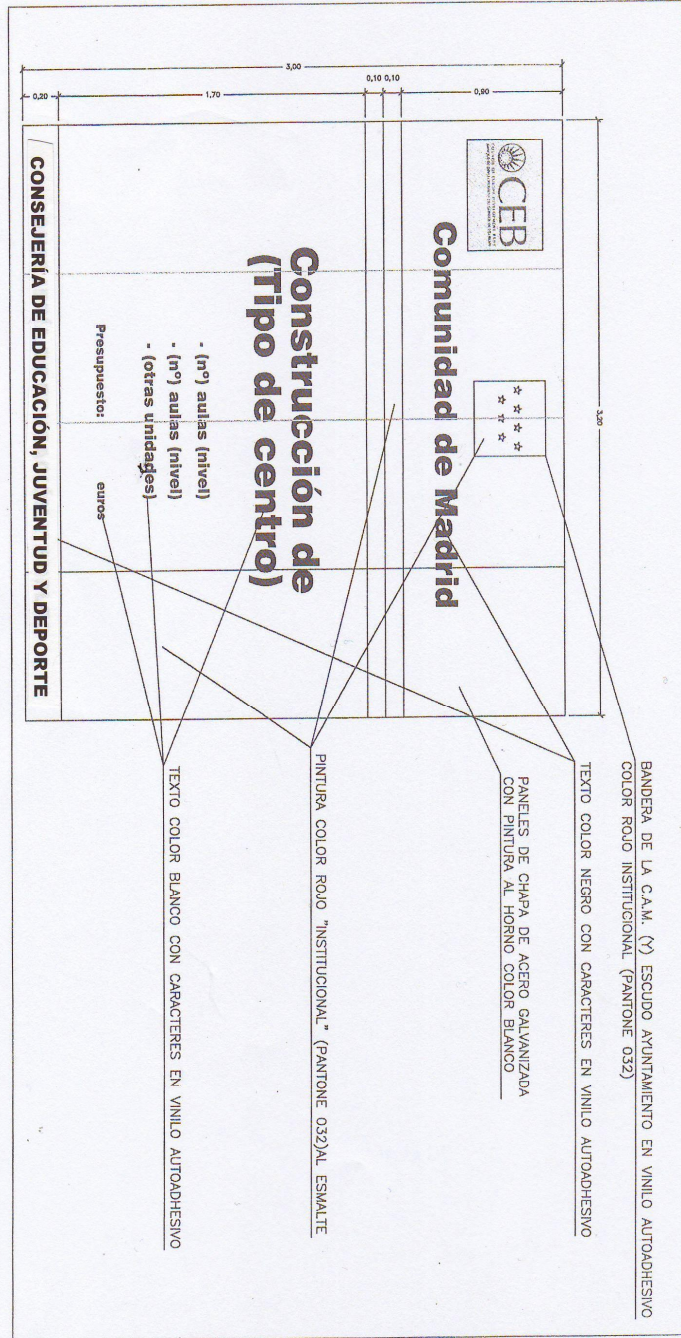 3,20
3,00
0,90
0,10
0,10
1,70
0,20
CEB
Comunidad de Madrid
Construcción de
(Tipo de centro)
- (nº) aulas (nivel)
- (nº) aulas (nivel)
- (otras unidades)
Presupuesto: euros
CONSEJERÍA DE EDUCACIÓN, JUVENTUD Y DEPORTE
BANDERA DE LA C.A.M. (Y) ESCUDO AYUNTAMIENTO EN VINILO AUTOADHESIVO
COLOR ROJO INSTITUCIONAL (PANTONE 032)
TEXTO COLOR NEGRO CON CARACTERES EN VINILO AUTOADHESIVO
PANELES DE CHAPA DE ACERO GALVANIZADA
CON PINTURA AL HORNO COLOR BLANCO
PINTURA COLOR ROJO "INSTITUCIONAL" (PANTONE 032)AL ESMALTE
TEXTO COLOR BLANCO CON CARACTERES EN VINILO AUTOADHESIVO